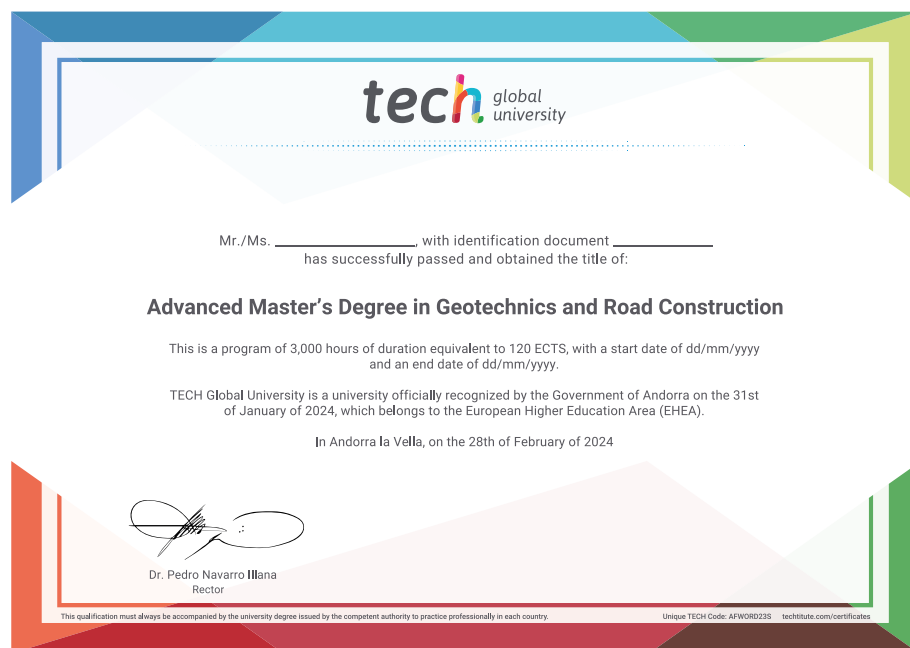 tech global
university
Mr./Ms. ____________, with identification document ____________
has successfully passed and obtained the title of:
Advanced Master's Degree in Geotechnics and Road Construction
This is a program of 3,000 hours of duration equivalent to 120 ECTS, with a start date of dd/mm/yyyy
and an end date of dd/mm/yyyy.
TECH Global University is a university officially recognized by the Government of Andorra on the 31st
of January of 2024, which belongs to the European Higher Education Area (EHEA).
In Andorra la Vella, on the 28th of February of 2024
Dr. Pedro Navarro Illana
Rector
This qualification must always be accompanied by the university degree issued by the competent authority to practice professionally in each country.
Unique TECH Code: AFWORD23S techtitute.com/certificates